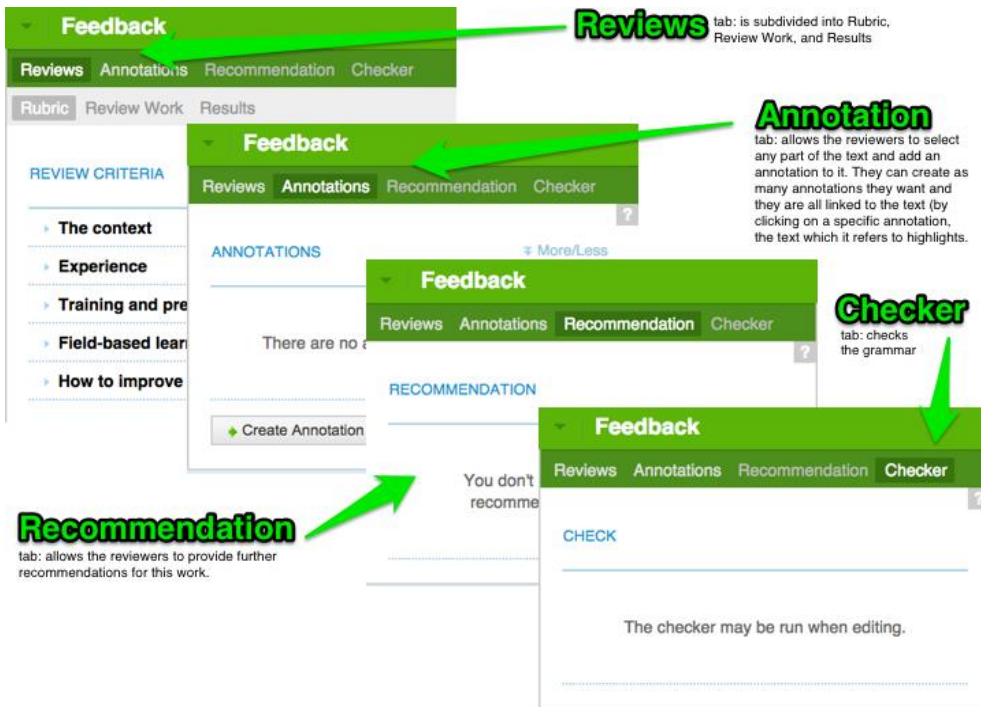 Feedback
Reviews Annotations Recommendation Checker
Rubric Review Work Results
REVIEW CRITERIA
The context
Experience
Training and pre
Field-based lear
How to improve
Reviews
tab: is subdivided into Rubric,
Review Work, and Results
Feedback
Reviews Annotations Recommendation Checker
?
ANNOTATIONS
More/Less
There are no a
Create Annotation
Annotation
tab: allows the reviewers to select
any part of the text and add an
annotation to it. They can create as
many annotations they want and
they are all linked to the text (by
clicking on a specific annotation,
the text which it refers to highlights.
Feedback
Reviews Annotations Recommendation Checker
?
RECOMMENDATION
You don't
recomme
Recommendation
tab: allows the reviewers to provide further
recommendations for this work.
Checker
tab: checks
the grammar
Feedback
Reviews Annotations Recommendation Checker
?
CHECK
The checker may be run when editing.